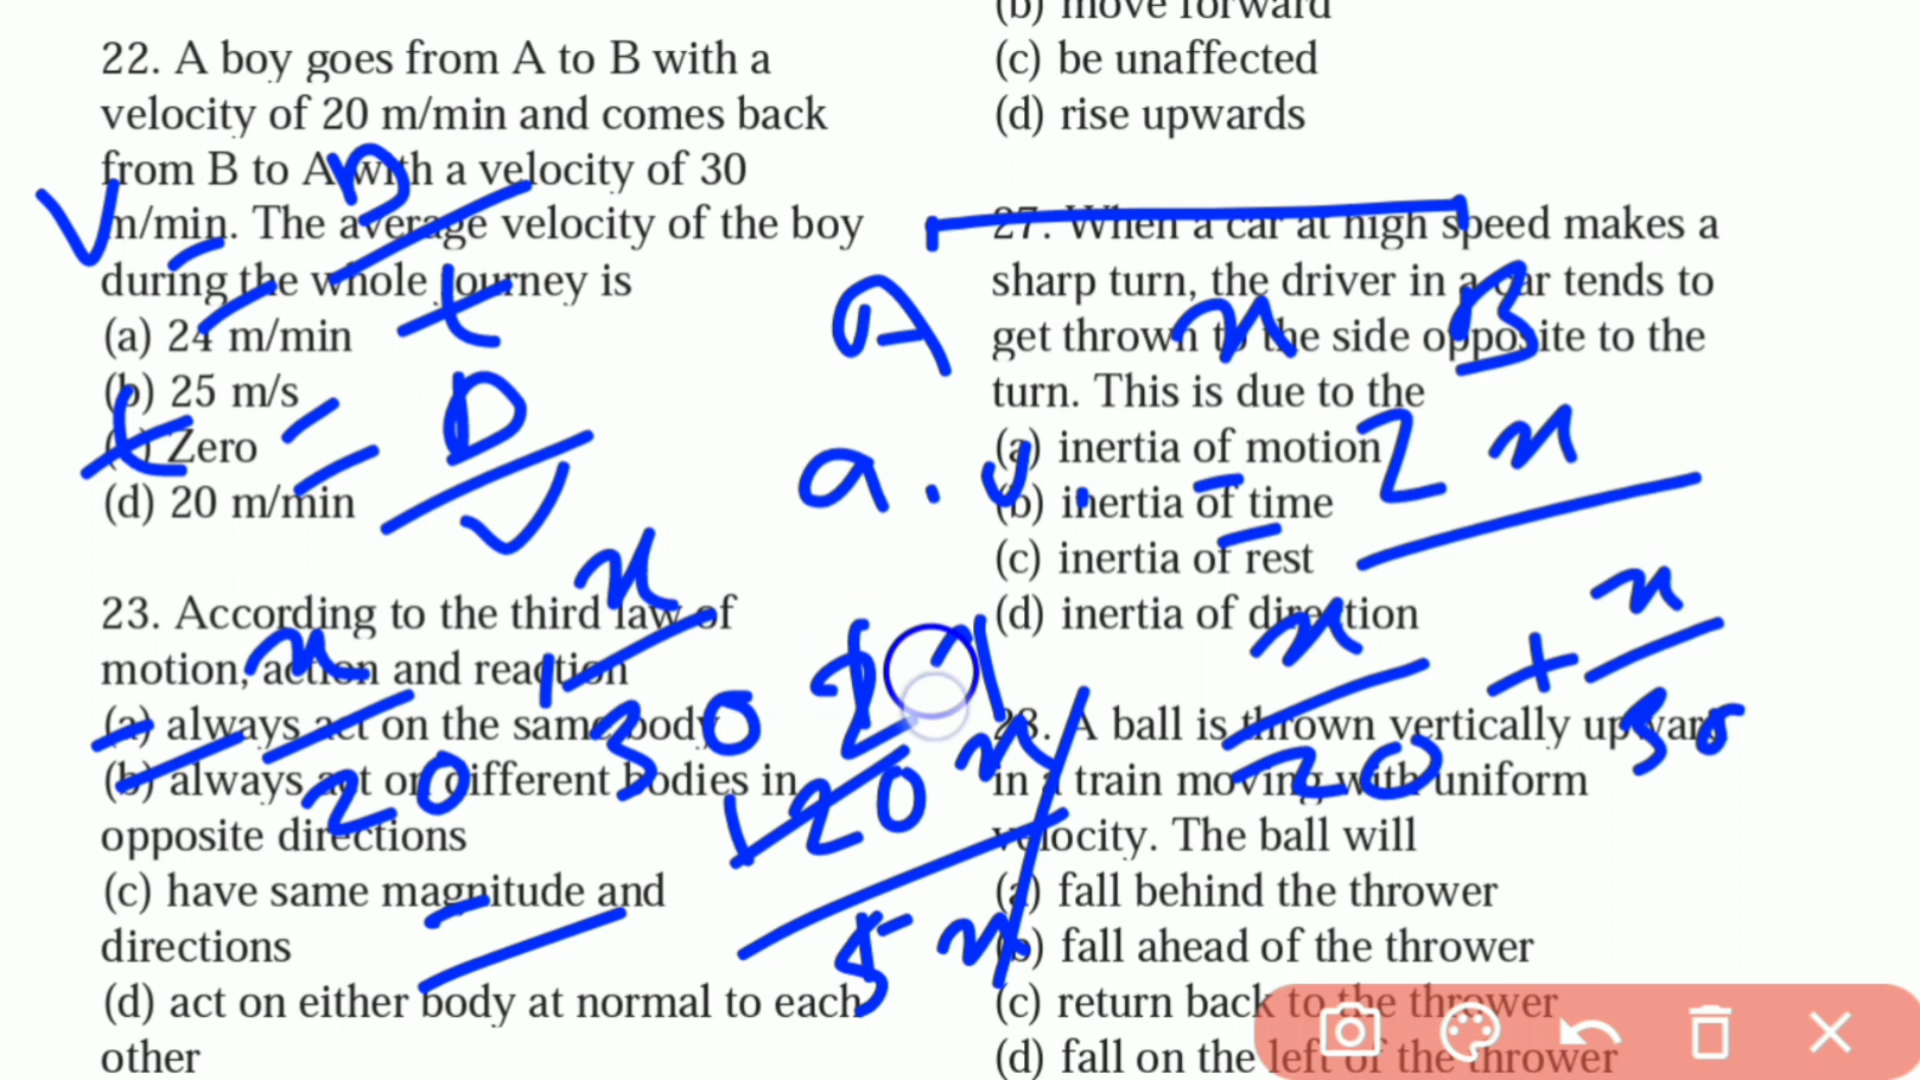 22. A boy goes from A to B with a
velocity of 20 m/min and comes back
from B to A with a velocity of 30
m/min. The average velocity of the boy
during the whole journey is
(a) 24 m/min
(b) 25 m/s
(c) Zero
(d) 20 m/min
23. According to the third law of
motion, action and reaction
(a) always act on the same body
(b) always act on different bodies in
opposite directions
(c) have same magnitude and
directions
(d) act on either body at normal to each
other
(b) move forward
(c) be unaffected
(d) rise upwards
27. When a car at high speed makes a
sharp turn, the driver in a car tends to
get thrown to the side opposite to the
turn. This is due to the
(a) inertia of motion
(b) inertia of time
(c) inertia of rest
(d) inertia of direction
28. A ball is thrown vertically upward
in a train moving with uniform
velocity. The ball will
(a) fall behind the thrower
(b) fall ahead of the thrower
(c) return back to the thrower
(d) fall on the left of the thrower
V =
t
t = D
V
A x B
a.v. = 2x
x + x
20 30
x
x
20 30
20 x
5x